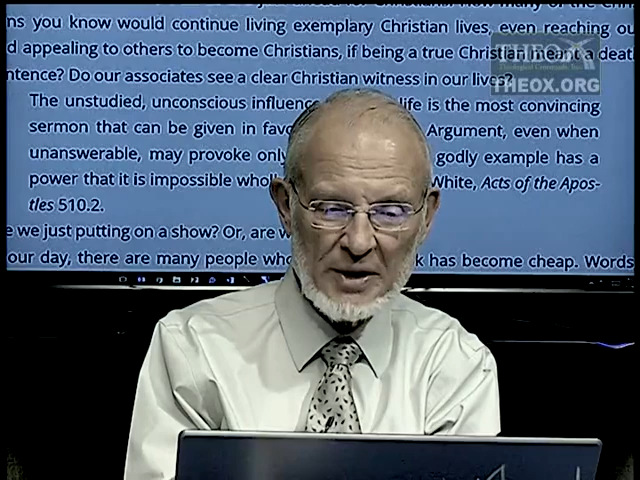 ns you know would continue living exemplary Christian lives, even reaching ou
d appealing to others to become Christians, if being a true Christian death
ntence? Do our associates see a clear Christian witness in our lives?
The unstudied, unconscious influenc life is the most convincing
sermon that can be given in favo Argument, even when
unanswerable, may provoke only godly example has a
power that it is impossible wholl White, Acts of the Apos-
tles 510.2.
e we just putting on a show? Or, are w
our day, there are many people who k has become cheap. Words
THEOX
THEOX.ORG